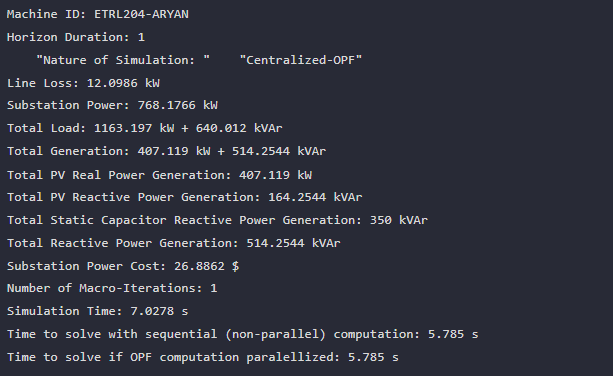 Machine ID: ETRL204-ARYAN
Horizon Duration: 1
"Nature of Simulation: " "Centralized-OPF"
Line Loss: 12.0986 kW
Substation Power: 768.1766 kW
Total Load: 1163.197 kW + 640.012 kVAr
Total Generation: 407.119 kW + 514.2544 kVAr
Total PV Real Power Generation: 407.119 kW
Total PV Reactive Power Generation: 164.2544 kVAr
Total Static Capacitor Reactive Power Generation: 350 kVAr
Total Reactive Power Generation: 514.2544 kVAr
Substation Power Cost: 26.8862 $
Number of Macro-Iterations: 1
Simulation Time: 7.0278 s
Time to solve with sequential (non-parallel) computation: 5.785 s
Time to solve if OPF computation paralellized: 5.785 s